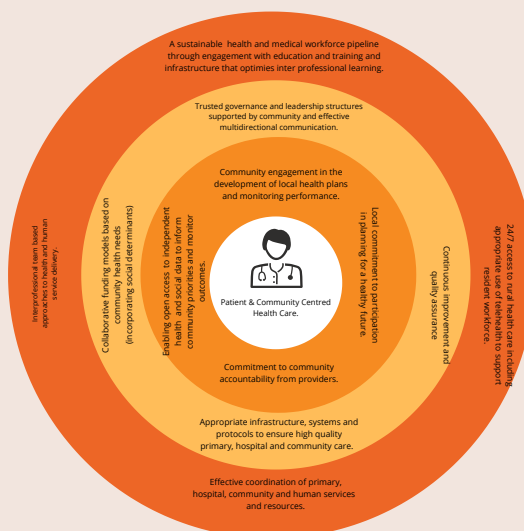 A sustainable health and medical workforce pipeline
through engagement with education and training and
infrastructure that optimies inter professional learning.
Trusted governance and leadership structures
supported by community and effective
multidirectional communication.
Community engagement in the
development of local health plans
and monitoring performance.
Interprofessional team based
approaches to health and human
service delivery.
Collaborative funding models based on
community health needs
(incorporating social determinants)
Enabling open access to independent
health and social data to inform
community priorities and monitor
outcomes.
Patient & Community Centred
Health Care.
Local commitment to participation
in planning for a healthy future.
Continuous improvement and
quality assurance
24/7 access to rural health care including
appropriate use of telehealth to support
resident workforce.
Commitment to community
accountability from providers.
Appropriate infrastructure, systems and
protocols to ensure high quality
primary, hospital and community care.
Effective coordination of primary,
hospital, community and human services
and resources.